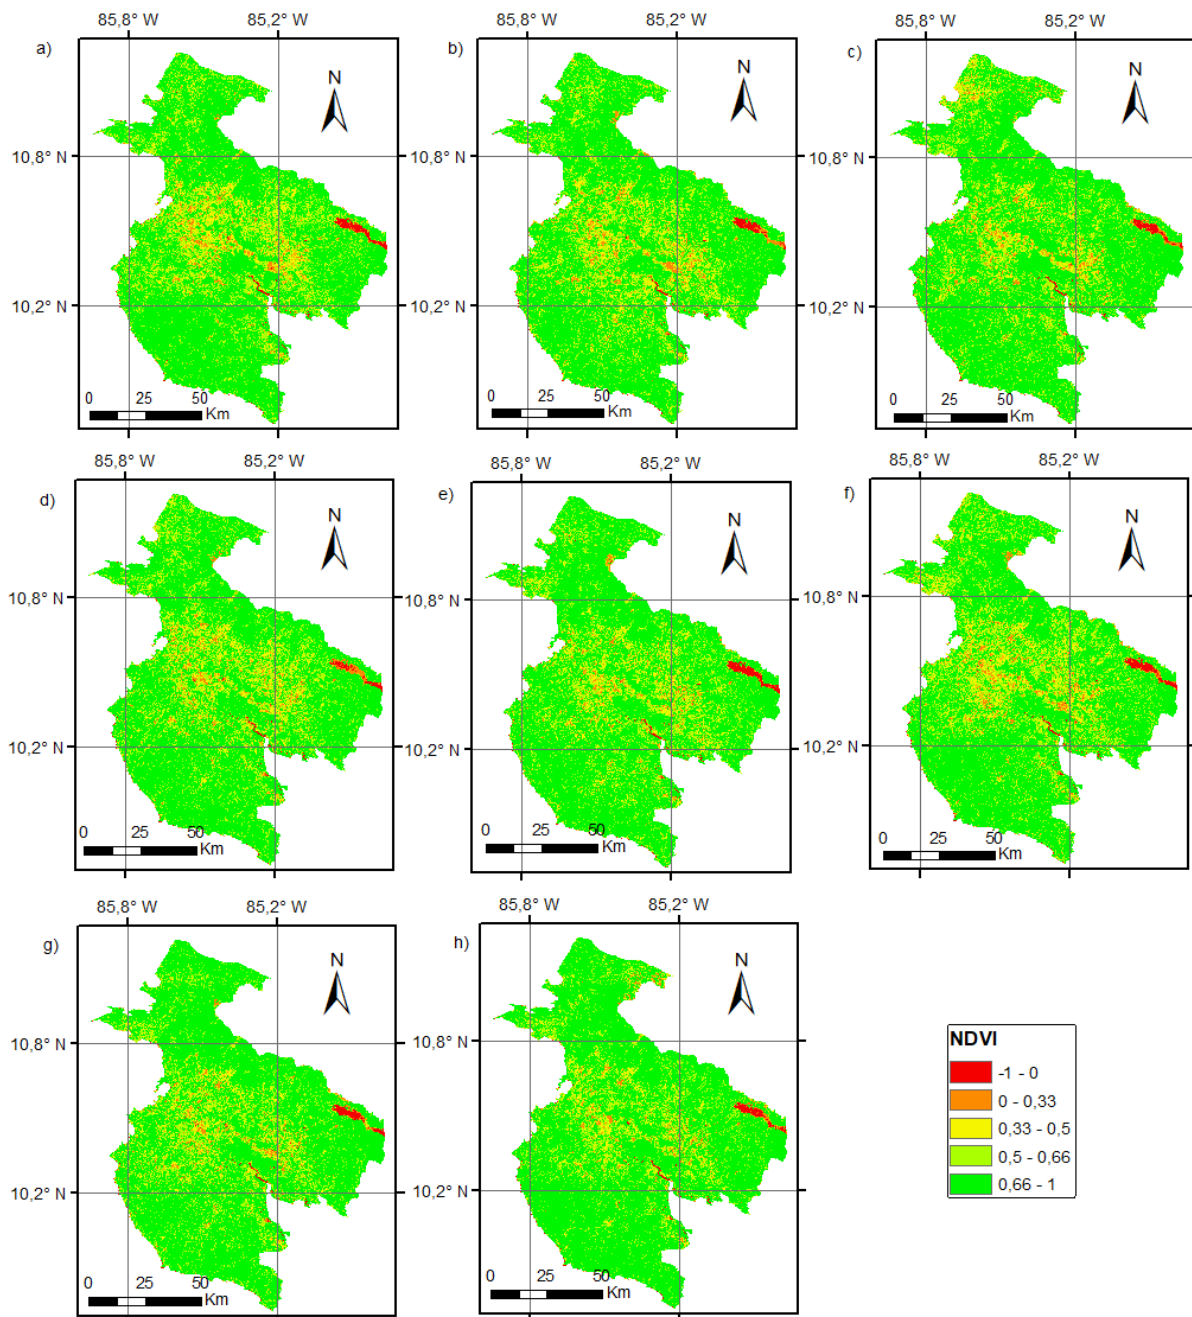 85,8° W 85,2° W 85,8° W 85,2° W 85,8° W 85,2° W
a) b) c)
N N N
10,8° N 10,8° N 10,8° N
10,2° N 10,2° N 10,2° N
0 25 50 0 25 50 0 25 50
Km Km Km
85,8° W 85,2° W 85,8° W 85,2° W 85,8° W 85,2° W
d) e) f)
N N N
10,8° N 10,8° N 10,8° N
10,2° N 10,2° N 10,2° N
0 25 50 0 25 50 0 25 50
Km Km Km
85,8° W 85,2° W 85,8° W 85,2° W
g) h)
N N
10,8° N 10,8° N
10,2° N 10,2° N
0 25 50 0 25 50
Km Km
NDVI
-1 - 0
0 - 0,33
0,33 - 0,5
0,5 - 0,66
0,66 - 1